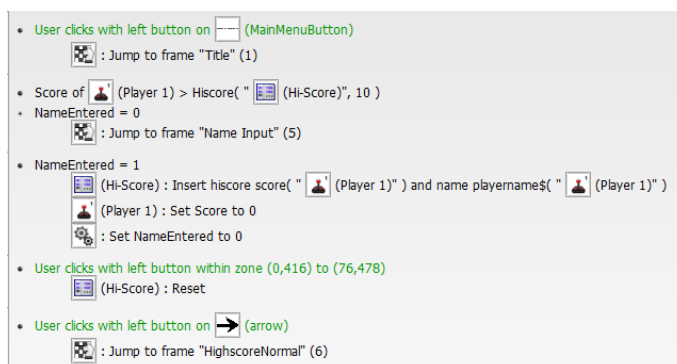 User clicks with left button on (MainMenuButton)
: Jump to frame "Title" (1)
Score of (Player 1) > Hiscore( " (Hi-Score)", 10 )
NameEntered = 0
: Jump to frame "Name Input" (5)
NameEntered = 1
(Hi-Score) : Insert hiscore score( " (Player 1)" ) and name playername$( " (Player 1)" )
(Player 1) : Set Score to 0
: Set NameEntered to 0
User clicks with left button within zone (0,416) to (76,478)
(Hi-Score) : Reset
User clicks with left button on (arrow)
: Jump to frame "HighscoreNormal" (6)